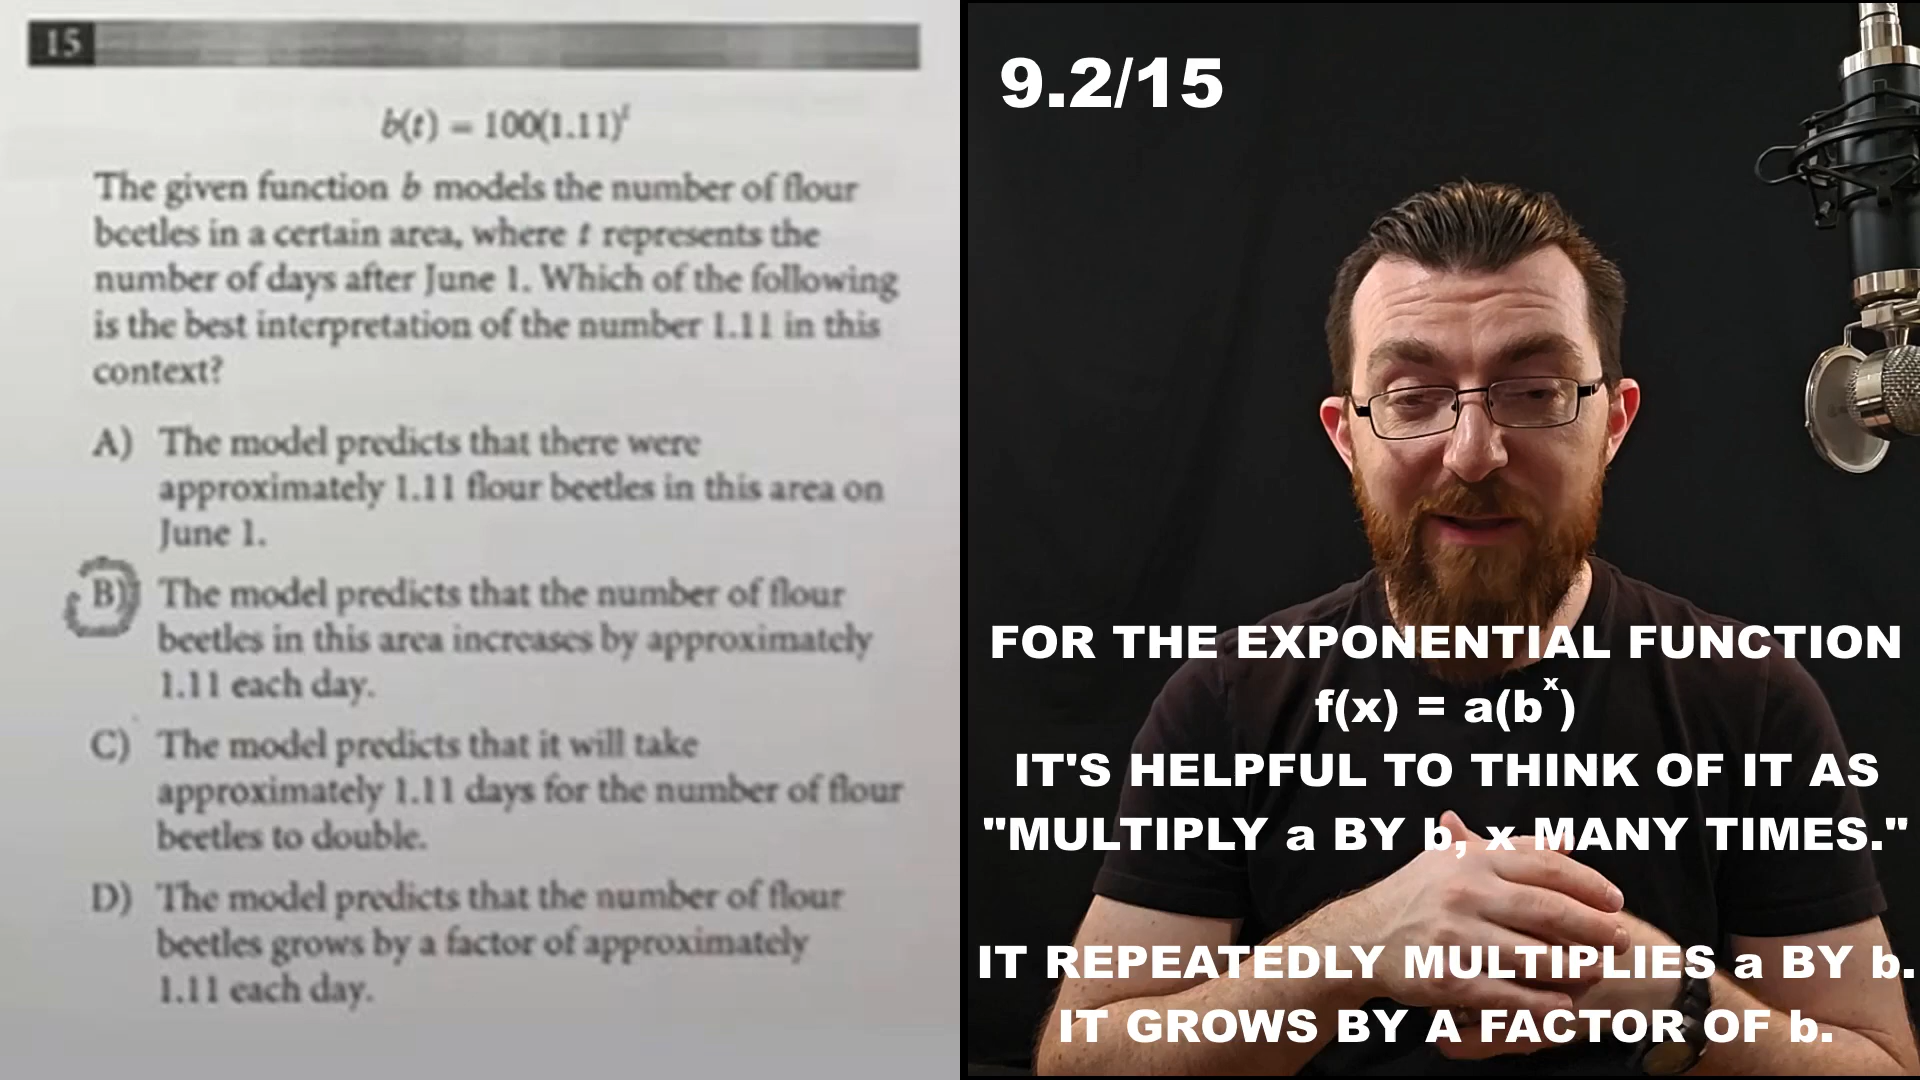 15
b(t) = 100(1.11)^t
The given function b models the number of flour
beetles in a certain area, where t represents the
number of days after June 1. Which of the following
is the best interpretation of the number 1.11 in this
context?
A) The model predicts that there were
approximately 1.11 flour beetles in this area on
June 1.
B) The model predicts that the number of flour
beetles in this area increases by approximately
1.11 each day.
C) The model predicts that it will take
approximately 1.11 days for the number of flour
beetles to double.
D) The model predicts that the number of flour
beetles grows by a factor of approximately
1.11 each day.
9.2/15
FOR THE EXPONENTIAL FUNCTION
f(x) = a(b^x)
IT'S HELPFUL TO THINK OF IT AS
"MULTIPLY a BY b, x MANY TIMES."
IT REPEATEDLY MULTIPLIES a BY b.
IT GROWS BY A FACTOR OF b.